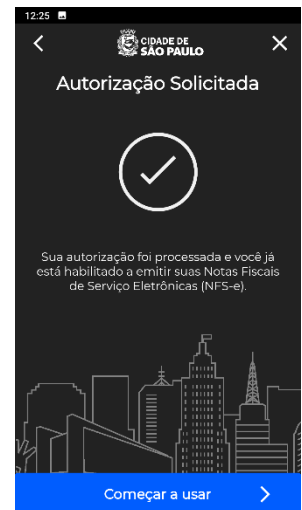 12:25
CIDADE DE
SÃO PAULO
Autorização Solicitada
Sua autorização foi processada e você já
está habilitado a emitir suas Notas Fiscais
de Serviço Eletrônicas (NFS-e).
Começar a usar